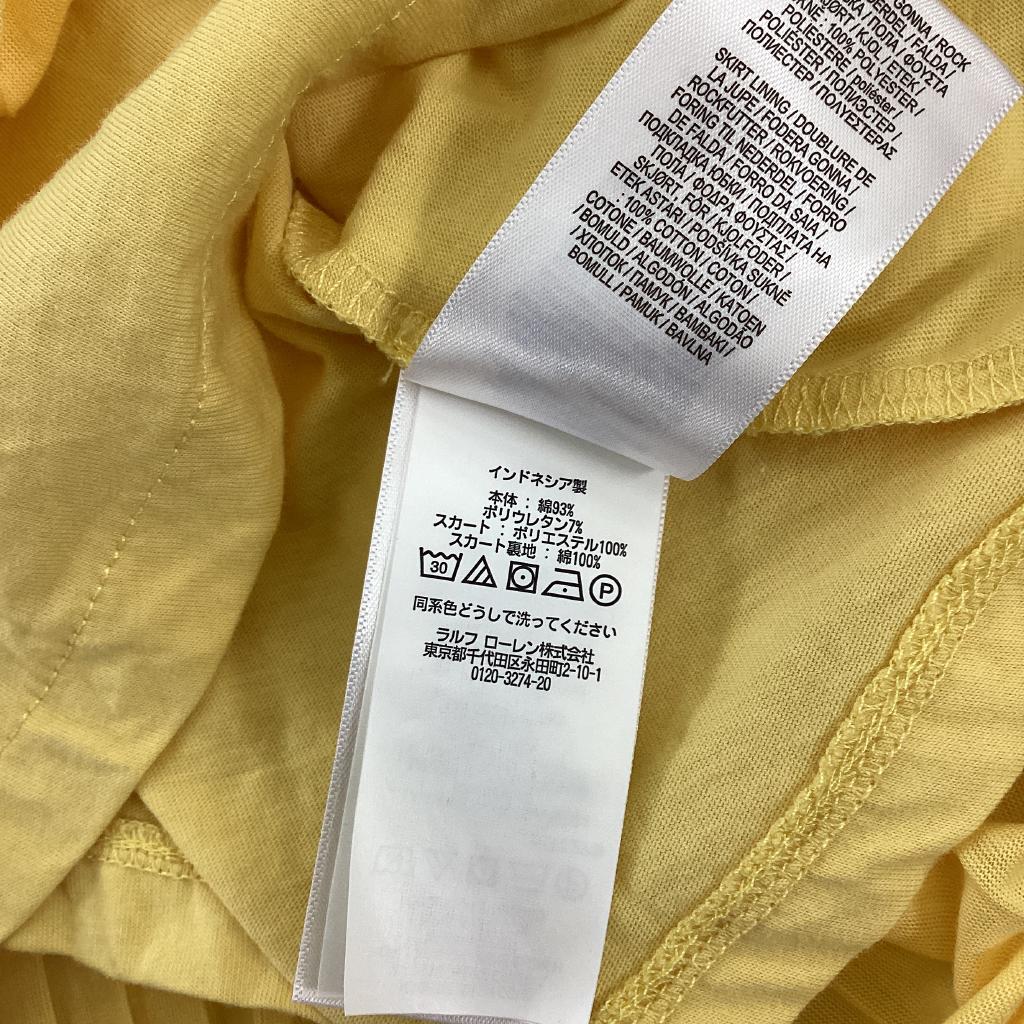 GONNA / ROCK
NEDERDEL / FALDA /
ЮБКА / ПОЛА / ΦΟΥΣΤΑ
SKJØRT / KJOL / ETEK /
100% POLYESTER /
POLIESTERE / poliéster /
POLIÉSTER / ПОЛИЭСТЕР /
ПОЛИЕСТЕР / ΠΟΛΥΕΣΤΕΡΑΣ
SKIRT LINING / DOUBLURE DE
LA JUPE / FODERA GONNA /
ROCKFUTTER / ROKVOERING /
FORING TIL NEDERDEL / FORRO
DE FALDA / FORRO DA SAIA /
ПОДКЛАДКА ЮБКИ / ПОДПЛАТА НА
ПОЛА / ΦΟΔΡΑ ΦΟΥΣΤΑΣ /
SKJØRT FÔR / KJOLFODER /
ETEK ASTARI / PODŠÍVKA SUKNĚ
100% COTTON / COTON /
COTONE / BAUMWOLLE / KATOEN
/ BOMULD / ALGODÓN / ALGODÃO
/ ХЛОПОК / ПАМУК / ΒΑΜΒΑΚΙ /
BOMULL / PAMUK / BAVLNA
インドネシア製
本体 : 綿93%
ポリウレタン7%
スカート : ポリエステル100%
スカート裏地 : 綿100%
30 P
同系色どうしで洗ってください
ラルフ ローレン株式会社
東京都千代田区永田町2-10-1
0120-3274-20